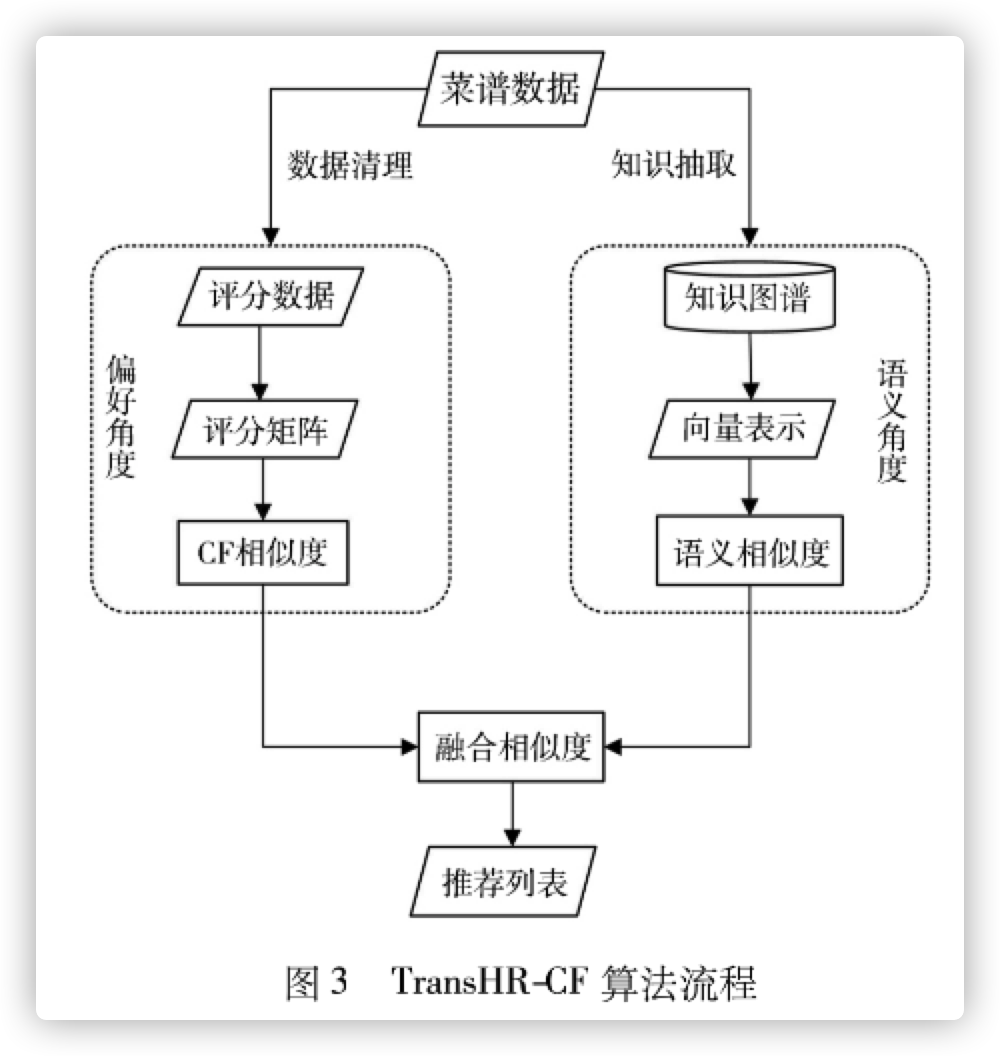 菜谱数据
数据清理
知识抽取
偏好角度
评分数据
评分矩阵
CF相似度
知识图谱
向量表示
语义相似度
语义角度
融合相似度
推荐列表
图 3 TransHR-CF 算法流程